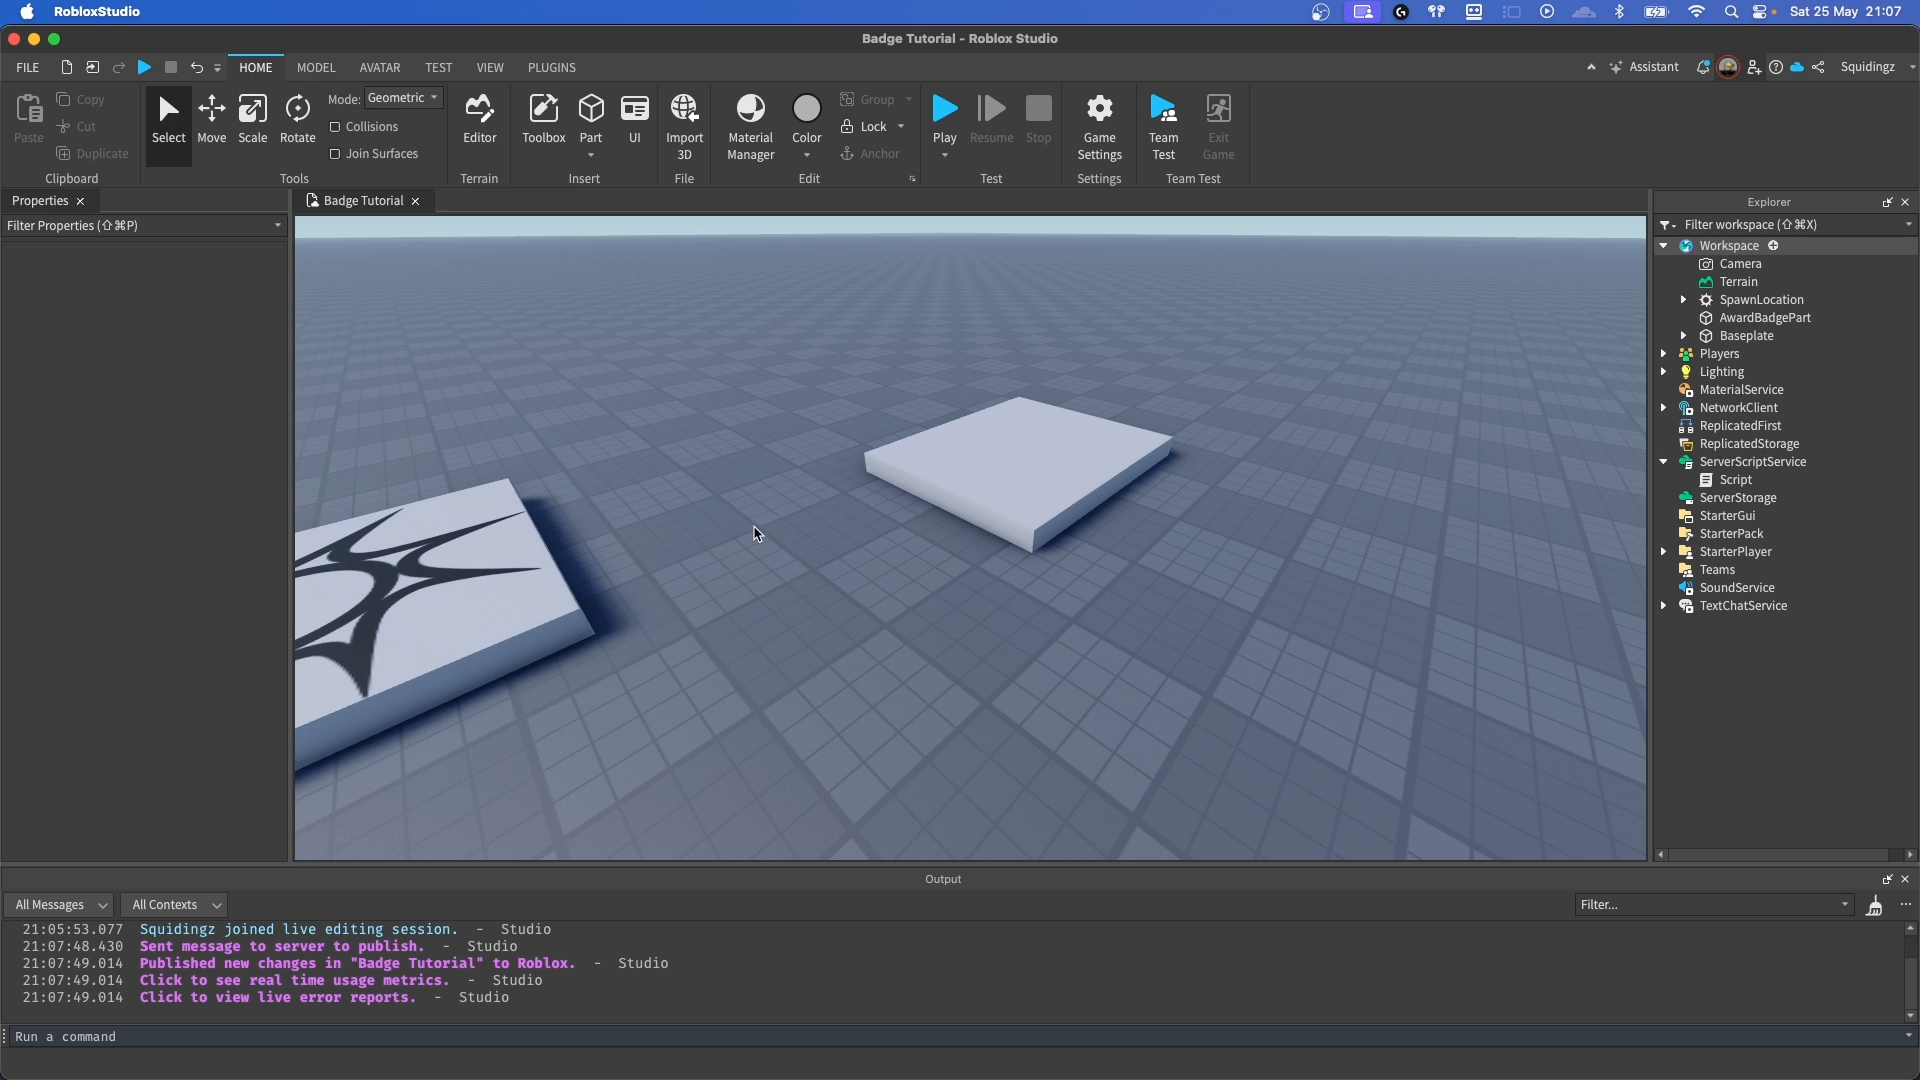 RobloxStudio
Sat 25 May 21:07
Badge Tutorial - Roblox Studio
FILE
HOME
MODEL
AVATAR
TEST
VIEW
PLUGINS
Assistant
Squidingz
Paste
Copy
Cut
Duplicate
Clipboard
Select
Move
Scale
Rotate
Mode: Geometric
Collisions
Join Surfaces
Tools
Editor
Terrain
Toolbox
Part
UI
Insert
Import
3D
File
Material
Manager
Color
Group
Lock
Anchor
Edit
Play
Resume
Stop
Test
Game
Settings
Settings
Team
Test
Exit
Game
Team Test
Properties
Filter Properties (⇧⌘P)
Badge Tutorial
Explorer
Filter workspace (⇧⌘X)
Workspace
Camera
Terrain
SpawnLocation
AwardBadgePart
Baseplate
Players
Lighting
MaterialService
NetworkClient
ReplicatedFirst
ReplicatedStorage
ServerScriptService
Script
ServerStorage
StarterGui
StarterPack
StarterPlayer
Teams
SoundService
TextChatService
Output
All Messages
All Contexts
Filter...
21:05:53.077 Squidingz joined live editing session. - Studio
21:07:48.430 Sent message to server to publish. - Studio
21:07:49.014 Published new changes in "Badge Tutorial" to Roblox. - Studio
21:07:49.014 Click to see real time usage metrics. - Studio
21:07:49.014 Click to view live error reports. - Studio
Run a command